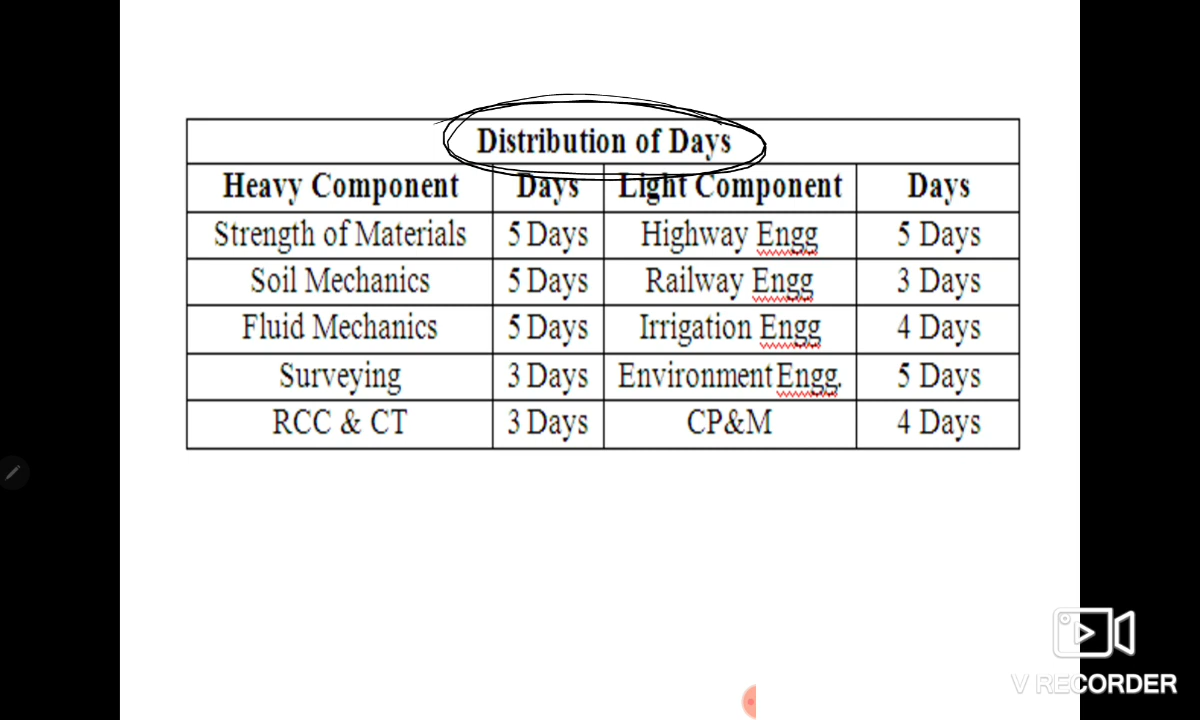 Distribution of Days
Heavy Component Days Light Component Days
Strength of Materials 5 Days Highway Engg 5 Days
Soil Mechanics 5 Days Railway Engg 3 Days
Fluid Mechanics 5 Days Irrigation Engg 4 Days
Surveying 3 Days Environment Engg. 5 Days
RCC & CT 3 Days CP&M 4 Days
V RECORDER